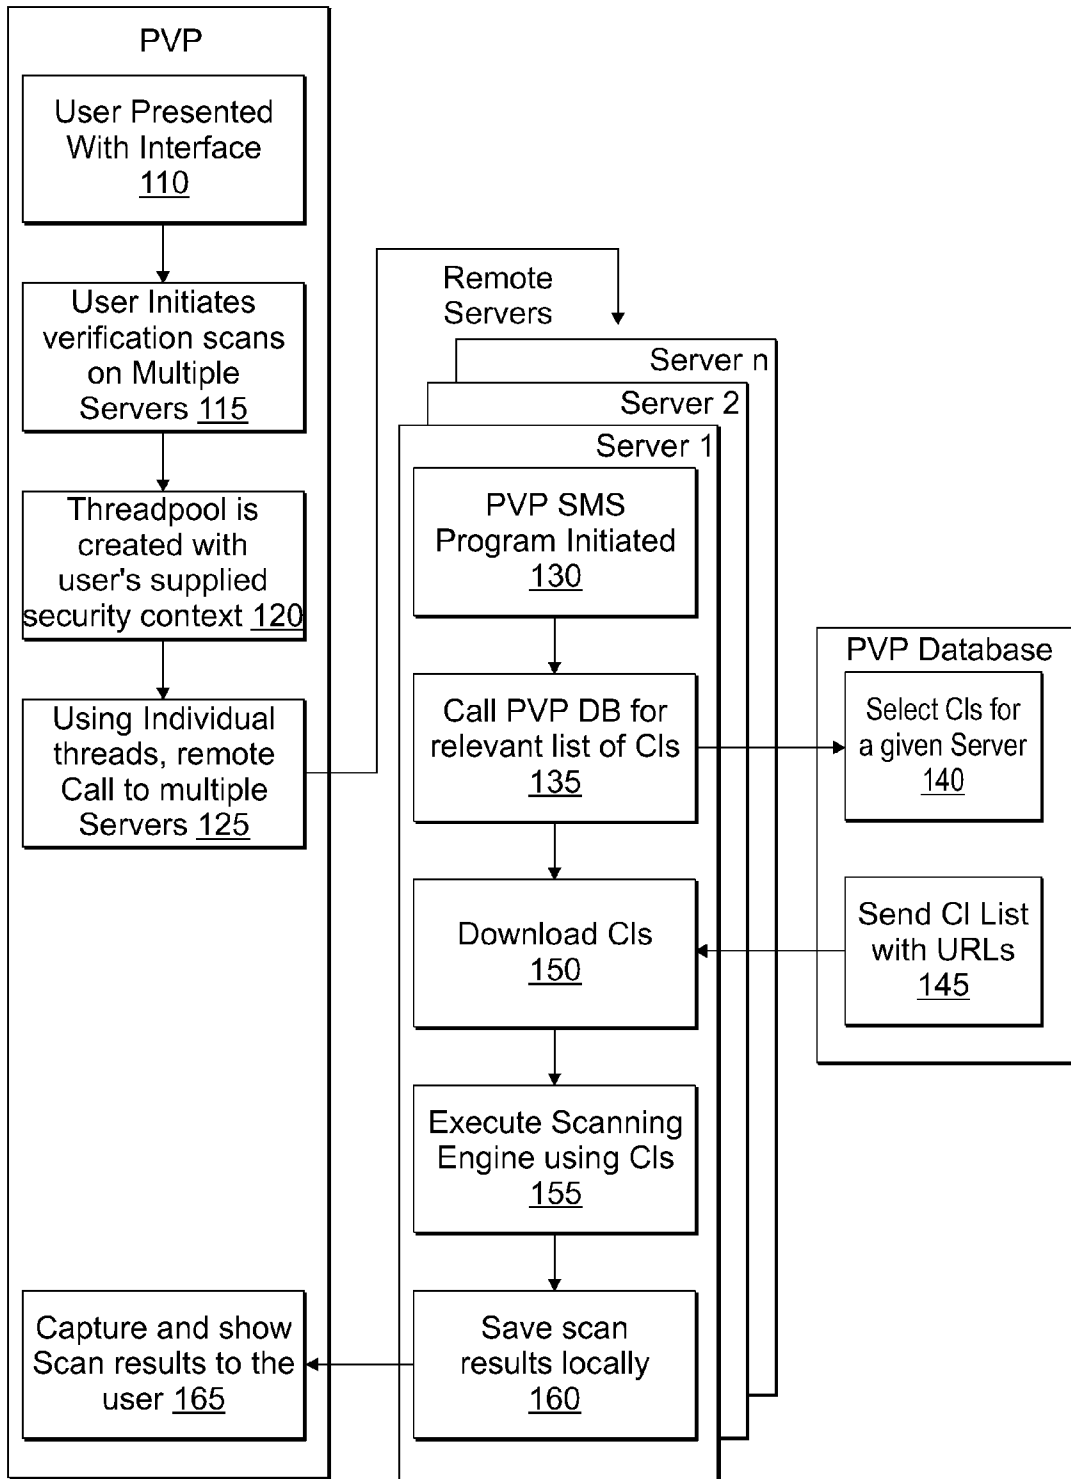 PVP
User Presented
With Interface
110
User Initiates
verification scans
on Multiple
Servers 115
Threadpool is
created with
user's supplied
security context 120
Using Individual
threads, remote
Call to multiple
Servers 125
Capture and show
Scan results to the
user 165
Remote
Servers
Server n
Server 2
Server 1
PVP SMS
Program Initiated
130
Call PVP DB for
relevant list of CIs
135
Download CIs
150
Execute Scanning
Engine using CIs
155
Save scan
results locally
160
PVP Database
Select CIs for
a given Server
140
Send CI List
with URLs
145